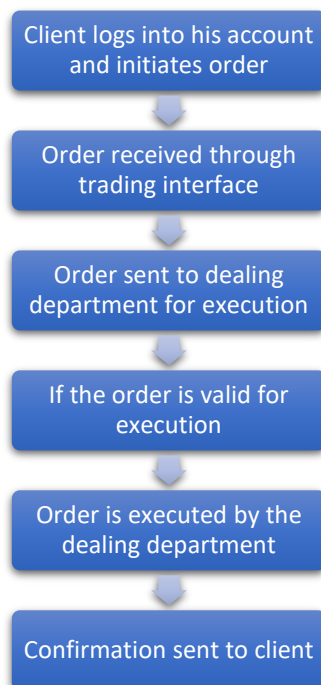 Client logs into his account
and initiates order
Order received through
trading interface
Order sent to dealing
department for execution
If the order is valid for
execution
Order is executed by the
dealing department
Confirmation sent to client